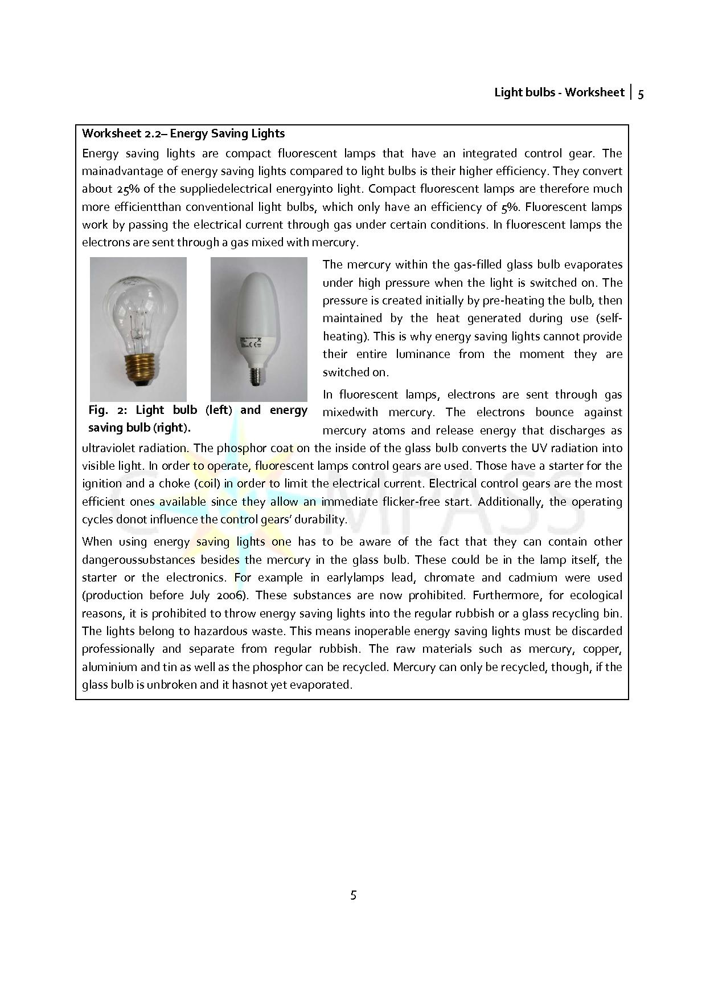 Light bulbs - Worksheet 5
Worksheet 2.2– Energy Saving Lights
Energy saving lights are compact fluorescent lamps that have an integrated control gear. The
mainadvantage of energy saving lights compared to light bulbs is their higher efficiency. They convert
about 25% of the suppliedelectrical energyinto light. Compact fluorescent lamps are therefore much
more efficientthan conventional light bulbs, which only have an efficiency of 5%. Fluorescent lamps
work by passing the electrical current through gas under certain conditions. In fluorescent lamps the
electrons are sent through a gas mixed with mercury.
The mercury within the gas-filled glass bulb evaporates
under high pressure when the light is switched on. The
pressure is created initially by pre-heating the bulb, then
maintained by the heat generated during use (self-
heating). This is why energy saving lights cannot provide
their entire luminance from the moment they are
switched on.
Fig. 2: Light bulb (left) and energy
saving bulb (right).
In fluorescent lamps, electrons are sent through gas
mixedwith mercury. The electrons bounce against
mercury atoms and release energy that discharges as
ultraviolet radiation. The phosphor coat on the inside of the glass bulb converts the UV radiation into
visible light. In order to operate, fluorescent lamps control gears are used. Those have a starter for the
ignition and a choke (coil) in order to limit the electrical current. Electrical control gears are the most
efficient ones available since they allow an immediate flicker-free start. Additionally, the operating
cycles donot influence the control gears’ durability.
When using energy saving lights one has to be aware of the fact that they can contain other
dangeroussubstances besides the mercury in the glass bulb. These could be in the lamp itself, the
starter or the electronics. For example in earlylamps lead, chromate and cadmium were used
(production before July 2006). These substances are now prohibited. Furthermore, for ecological
reasons, it is prohibited to throw energy saving lights into the regular rubbish or a glass recycling bin.
The lights belong to hazardous waste. This means inoperable energy saving lights must be discarded
professionally and separate from regular rubbish. The raw materials such as mercury, copper,
aluminium and tin as well as the phosphor can be recycled. Mercury can only be recycled, though, if the
glass bulb is unbroken and it hasnot yet evaporated.
C MPASS
5